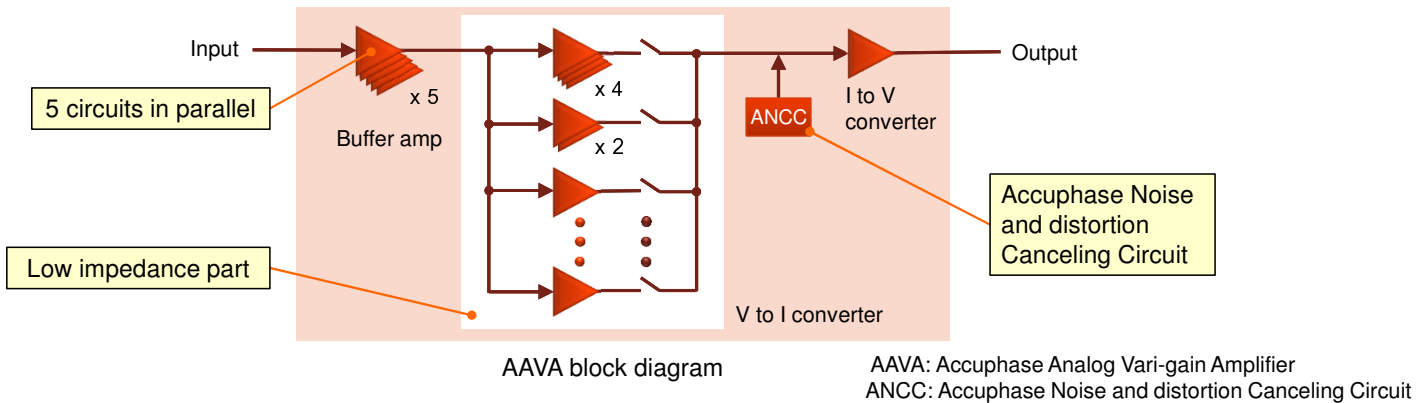 Input
Output
x 5
x 4
5 circuits in parallel
I to V
converter
ANCC
Buffer amp
x 2
Accuphase Noise
and distortion
Canceling Circuit
Low impedance part
V to I converter
AAVA block diagram
AAVA: Accuphase Analog Vari-gain Amplifier
ANCC: Accuphase Noise and distortion Canceling Circuit